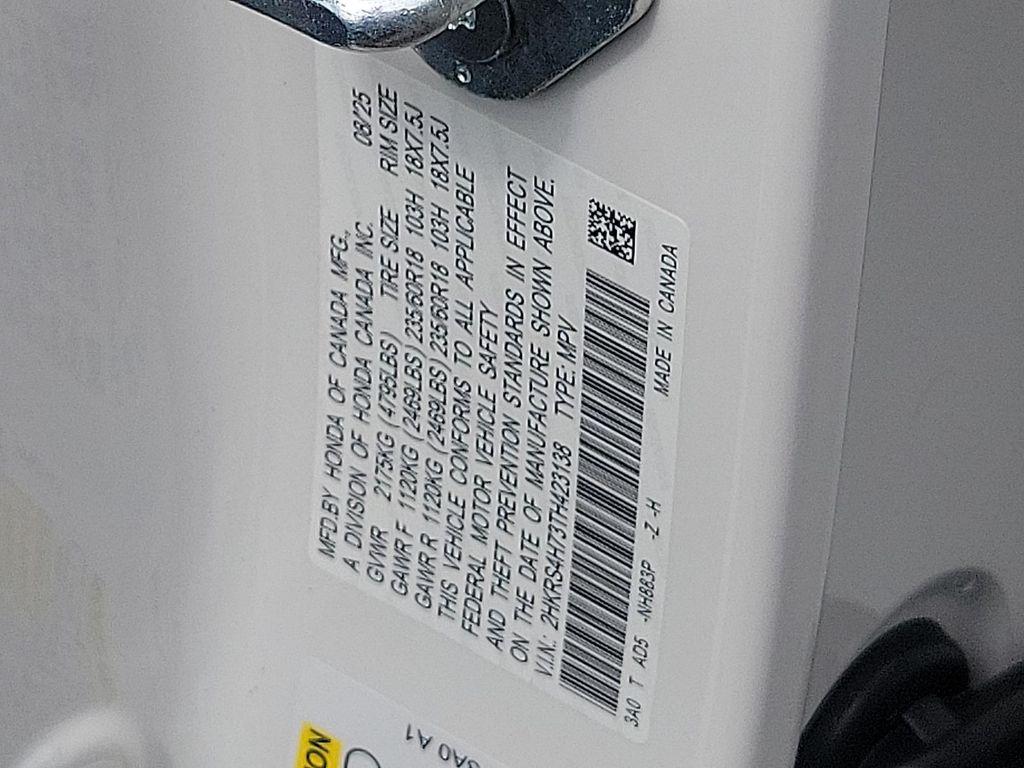 MFD.BY HONDA OF CANADA MFG.,
A DIVISION OF HONDA CANADA INC. 08/25
GVWR 2175KG (4795LBS) TIRE SIZE RIM SIZE
GAWR F 1120KG (2469LBS) 235/60R18 103H 18X7.5J
GAWR R 1120KG (2469LBS) 235/60R18 103H 18X7.5J
THIS VEHICLE CONFORMS TO ALL APPLICABLE
FEDERAL MOTOR VEHICLE SAFETY
AND THEFT PREVENTION STANDARDS IN EFFECT
ON THE DATE OF MANUFACTURE SHOWN ABOVE.
V.I.N.: 2HKRS4H73TH423138 TYPE:MPV
3A0 T AD5 -NH883P -Z -H MADE IN CANADA
ON
A0 A1